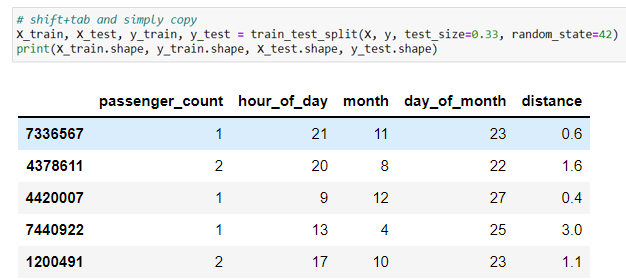 # shift+tab and simply copy
X_train, X_test, y_train, y_test = train_test_split(X, y, test_size=0.33, random_state=42)
print(X_train.shape, y_train.shape, X_test.shape, y_test.shape)
passenger_count hour_of_day month day_of_month distance
7336567 1 21 11 23 0.6
4378611 2 20 8 22 1.6
4420007 1 9 12 27 0.4
7440922 1 13 4 25 3.0
1200491 2 17 10 23 1.1